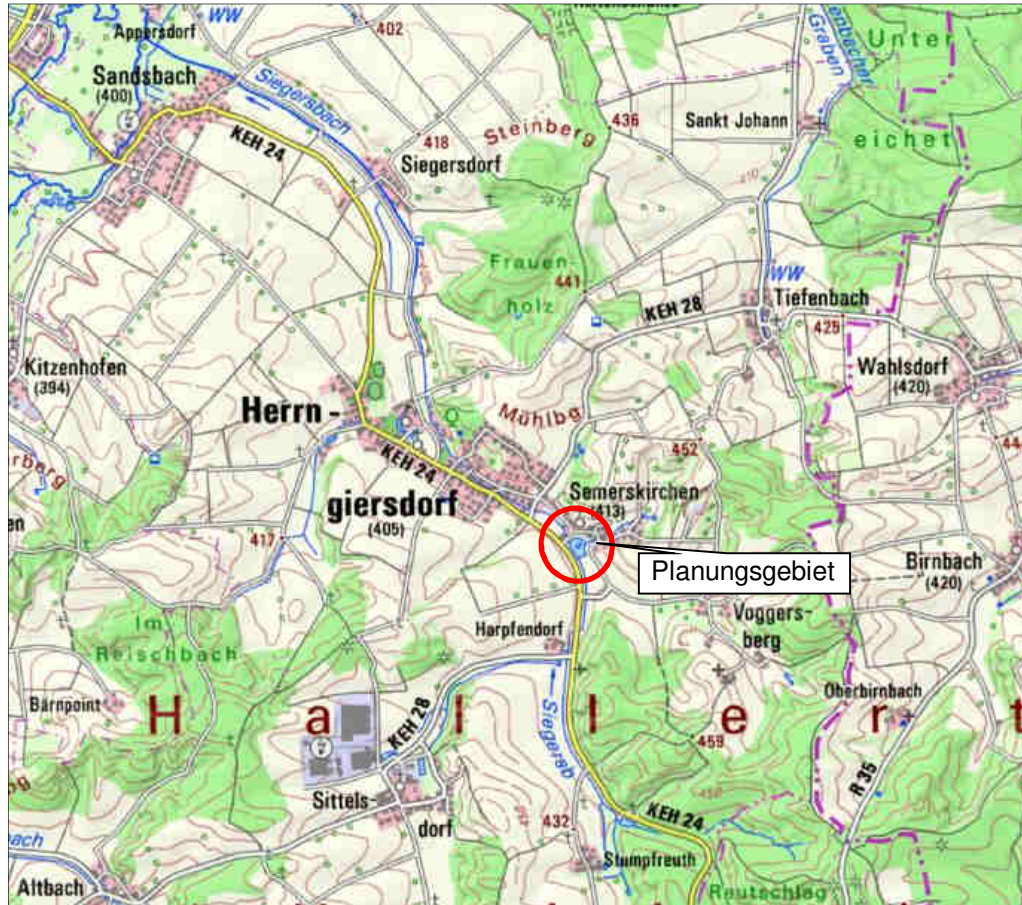 Appersdorf
WW
402
Unter
Graben
Sandsbach
(400)
Siegersbach
KEH 24
418
Steinberg
436
Sankt Johann
eichet
Siegersdorf
Frauen-
441
holz
WW
KEH 28
Tiefenbach
425
Kitzenhofen
(394)
Wahlsdorf
(420)
Herrn-
Mühlbg
452
KEH 24
giersdorf
(405)
Semerskirchen
(413)
417
Planungsgebiet
Birnbach
(420)
Im
Reischbach
Harpfendorf
Voggers-
berg
Bärnpoint
Oberbirnbach
H a l l e r t
KEH 28
Siegersb
459
R 35
Sittels-
dorf
432
KEH 24
Stumpfreuth
Altbach
Reutschlag